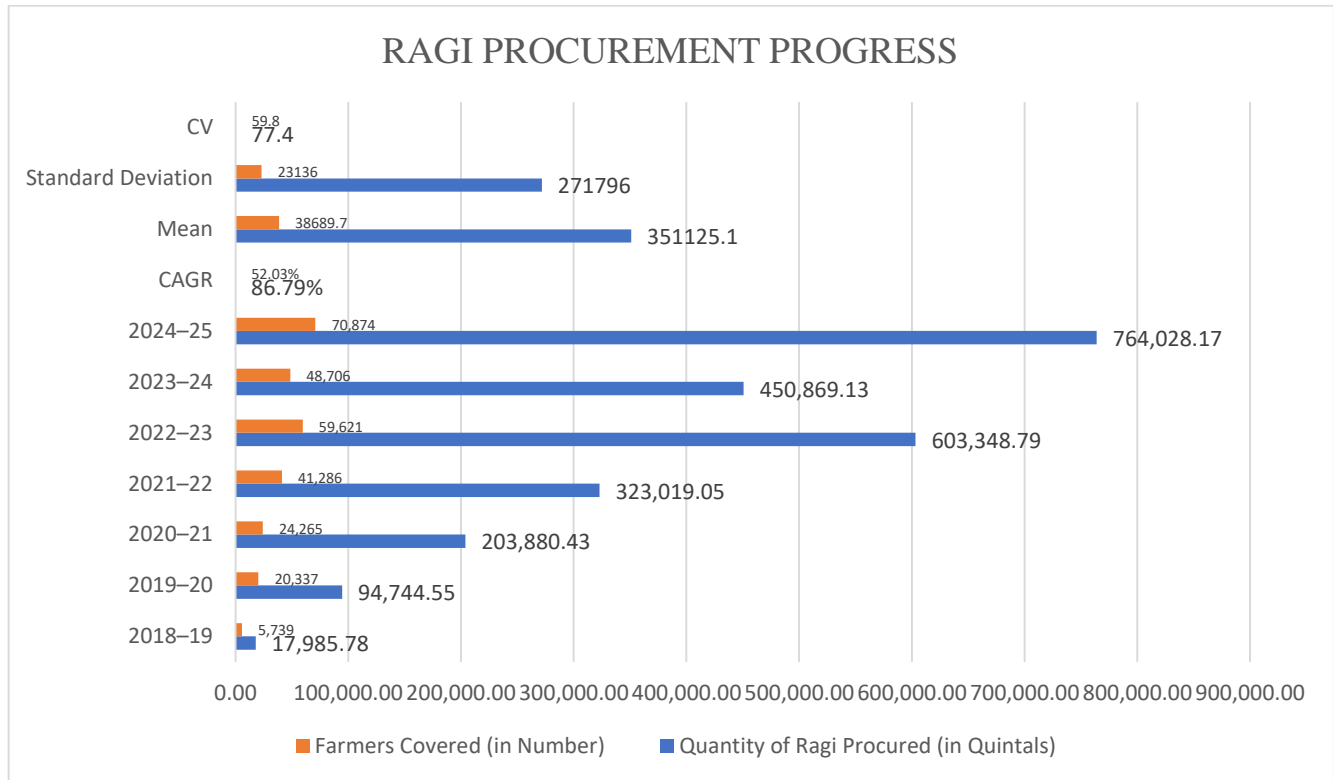 RAGI PROCUREMENT PROGRESS
CV 59.8
77.4
Standard Deviation 23136
271796
Mean 38689.7
351125.1
CAGR 52.03%
86.79%
2024–25 70,874
764,028.17
2023–24 48,706
450,869.13
2022–23 59,621
603,348.79
2021–22 41,286
323,019.05
2020–21 24,265
203,880.43
2019–20 20,337
94,744.55
2018–19 5,739
17,985.78
0.00 100,000.00 200,000.00 300,000.00 400,000.00 500,000.00 600,000.00 700,000.00 800,000.00 900,000.00
Farmers Covered (in Number) Quantity of Ragi Procured (in Quintals)